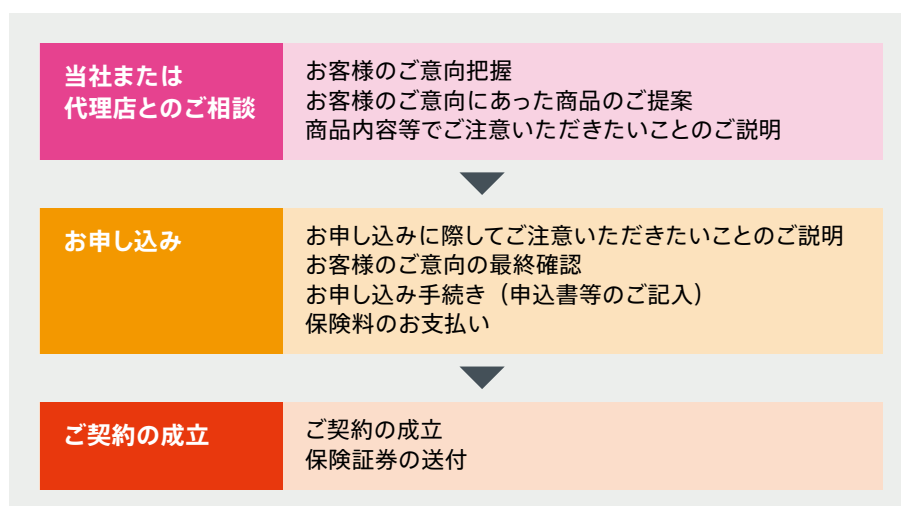 当社または
代理店とのご相談
お客様のご意向把握
お客様のご意向にあった商品のご提案
商品内容等でご注意いただきたいことのご説明
お申し込み
お申し込みに際してご注意いただきたいことのご説明
お客様のご意向の最終確認
お申し込み手続き（申込書等のご記入）
保険料のお支払い
ご契約の成立
ご契約の成立
保険証券の送付